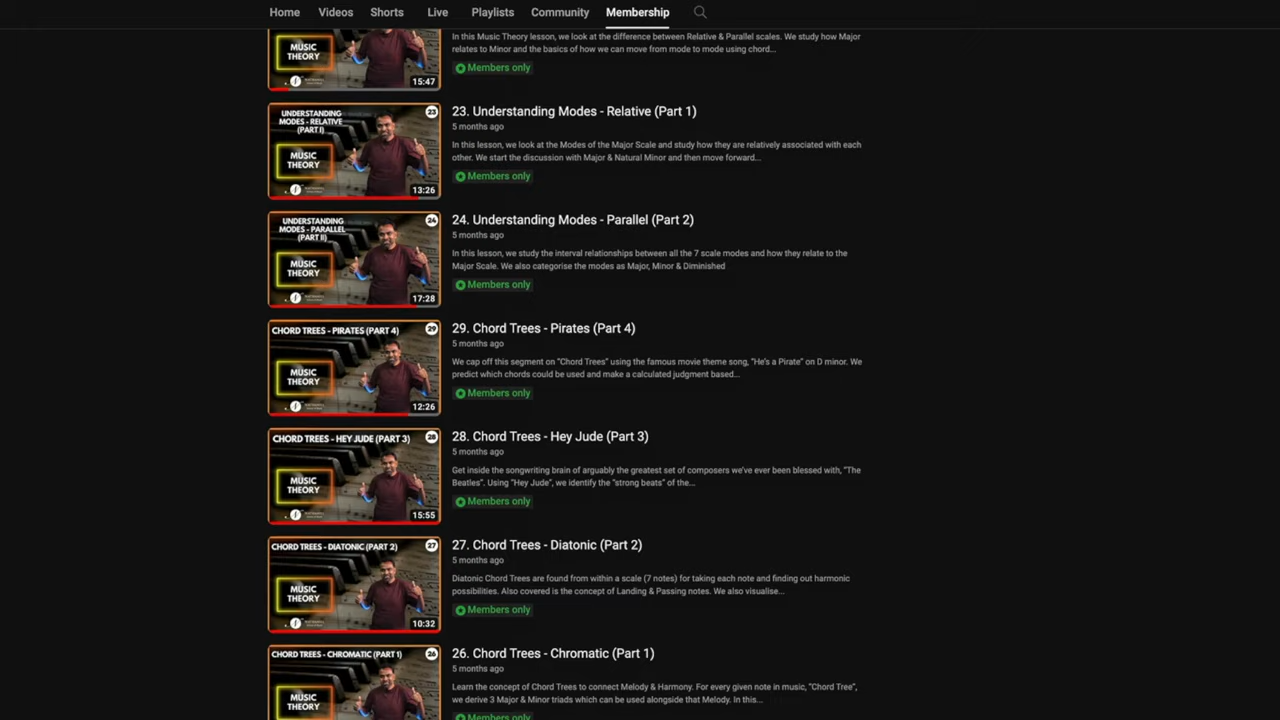 Home Videos Shorts Live Playlists Community Membership
MUSIC
THEORY
15:47
In this Music Theory lesson, we look at the difference between Relative & Parallel scales. We study how Major
relates to Minor and the basics of how we can move from mode to mode using chord...
Members only
UNDERSTANDING
MODES - RELATIVE
(PART I)
23
MUSIC
THEORY
13:26
23. Understanding Modes - Relative (Part 1)
5 months ago
In this lesson, we look at the Modes of the Major Scale and study how they are relatively associated with each
other. We start the discussion with Major & Natural Minor and then move forward...
Members only
UNDERSTANDING
MODES - PARALLEL
(PART II)
24
MUSIC
THEORY
17:28
24. Understanding Modes - Parallel (Part 2)
5 months ago
In this lesson, we study the interval relationships between all the 7 scale modes and how they relate to the
Major Scale. We also categorise the modes as Major, Minor & Diminished
Members only
CHORD TREES - PIRATES (PART 4)
29
MUSIC
THEORY
12:26
29. Chord Trees - Pirates (Part 4)
5 months ago
We cap off this segment on "Chord Trees" using the famous movie theme song, "He's a Pirate" on D minor. We
predict which chords could be used and make a calculated judgment based...
Members only
CHORD TREES - HEY JUDE (PART 3)
28
MUSIC
THEORY
15:55
28. Chord Trees - Hey Jude (Part 3)
5 months ago
Get inside the songwriting brain of arguably the greatest set of composers we've ever been blessed with, "The
Beatles". Using "Hey Jude", we identify the "strong beats" of the...
Members only
CHORD TREES - DIATONIC (PART 2)
27
MUSIC
THEORY
10:32
27. Chord Trees - Diatonic (Part 2)
5 months ago
Diatonic Chord Trees are found from within a scale (7 notes) for taking each note and finding out harmonic
possibilities. Also covered is the concept of Landing & Passing notes. We also visualise...
Members only
CHORD TREES - CHROMATIC (PART 1)
26
MUSIC
THEORY
26. Chord Trees - Chromatic (Part 1)
5 months ago
Learn the concept of Chord Trees to connect Melody & Harmony. For every given note in music, "Chord Tree",
we derive 3 Major & Minor triads which can be used alongside that Melody. In this...
Members only